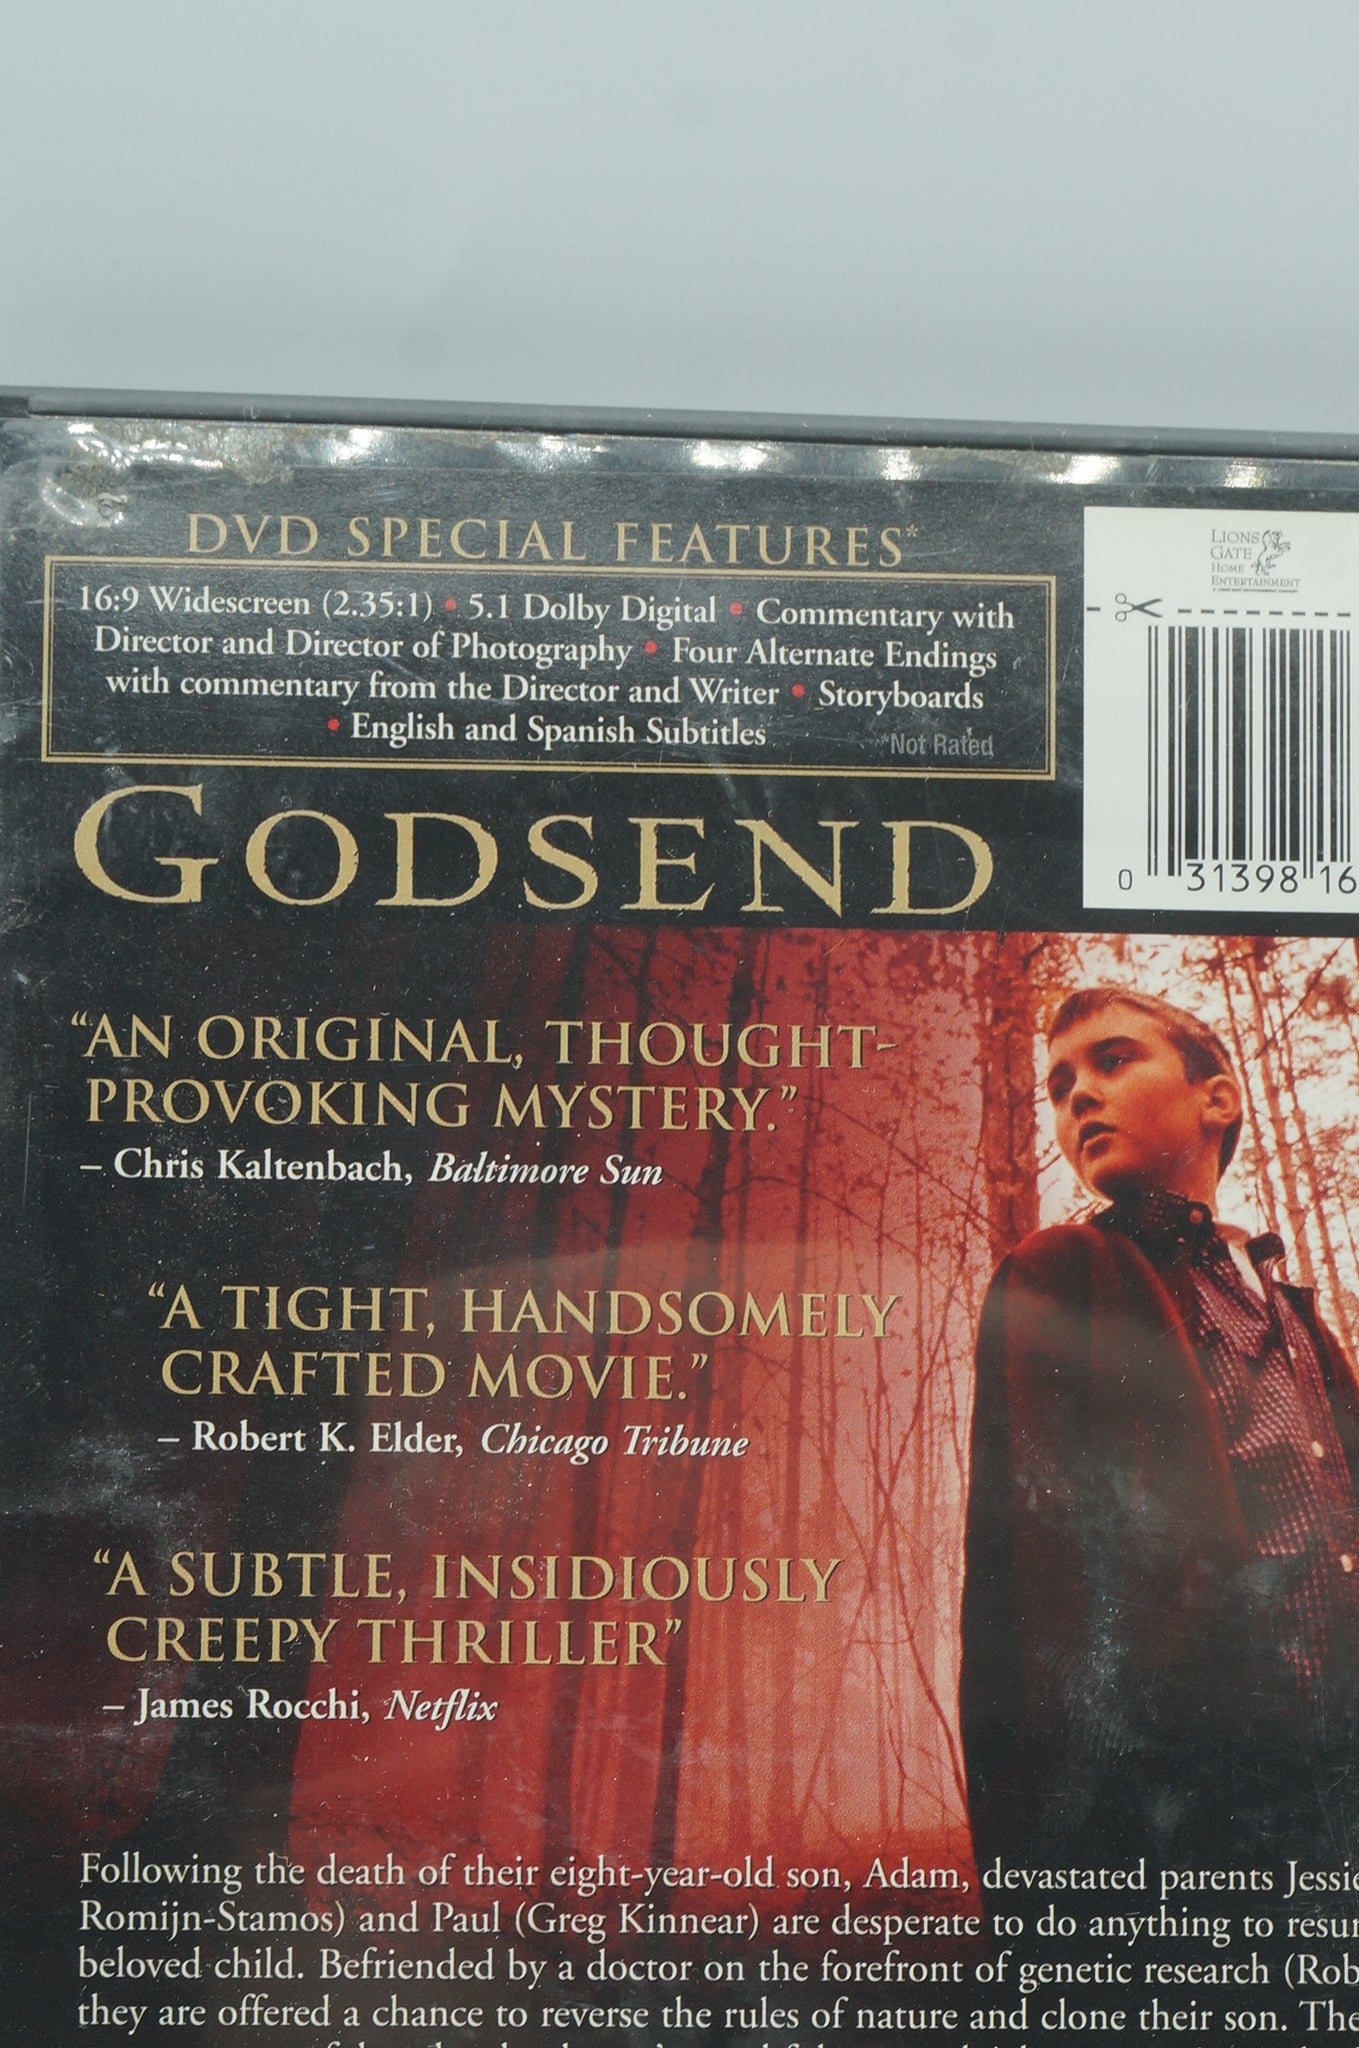 DVD SPECIAL FEATURES*
16:9 Widescreen (2.35:1) • 5.1 Dolby Digital • Commentary with
Director and Director of Photography • Four Alternate Endings
with commentary from the Director and Writer • Storyboards
• English and Spanish Subtitles
*Not Rated
LIONS
GATE
HOME
ENTERTAINMENT
0 31398 16
GODSEND
“AN ORIGINAL, THOUGHT-
PROVOKING MYSTERY.”
– Chris Kaltenbach, Baltimore Sun
“A TIGHT, HANDSOMELY
CRAFTED MOVIE.”
– Robert K. Elder, Chicago Tribune
“A SUBTLE, INSIDIOUSLY
CREEPY THRILLER”
– James Rocchi, Netflix
Following the death of their eight-year-old son, Adam, devastated parents Jessie
Romijn-Stamos) and Paul (Greg Kinnear) are desperate to do anything to resur
beloved child. Befriended by a doctor on the forefront of genetic research (Rob
they are offered a chance to reverse the rules of nature and clone their son. The